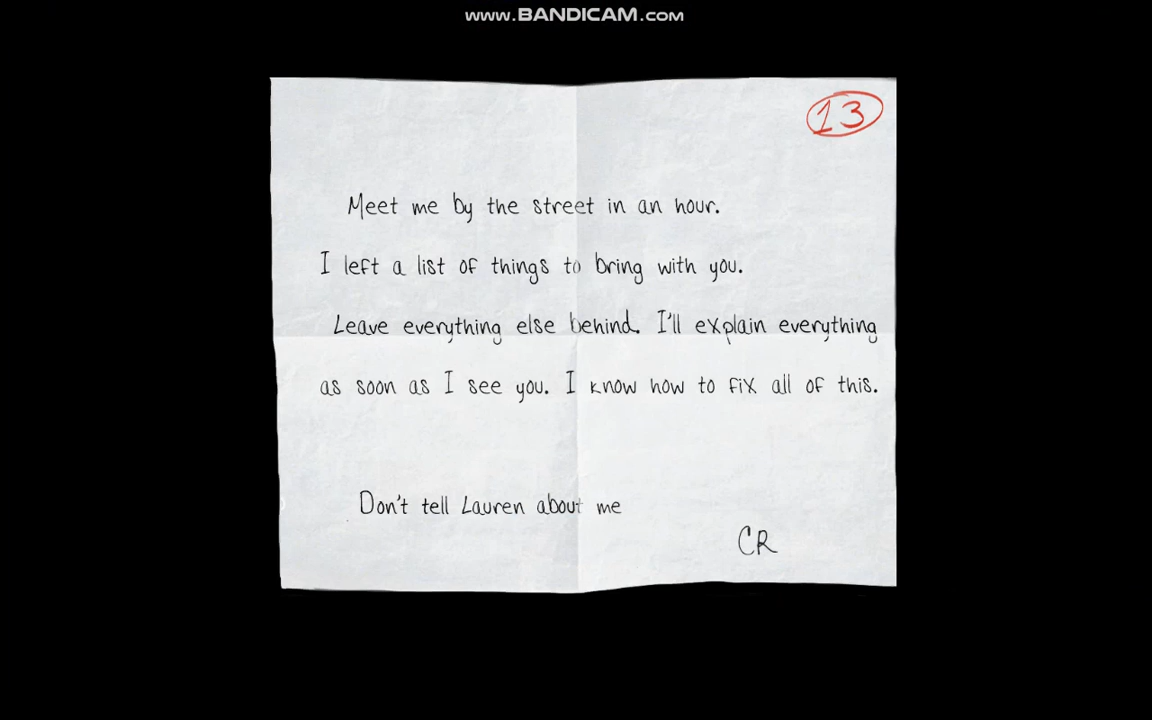 www.BANDICAM.com
13
Meet me by the street in an hour.
I left a list of things to bring with you.
Leave everything else behind. I'll explain everything
as soon as I see you. I know how to fix all of this.
Don't tell Lauren about me
CR